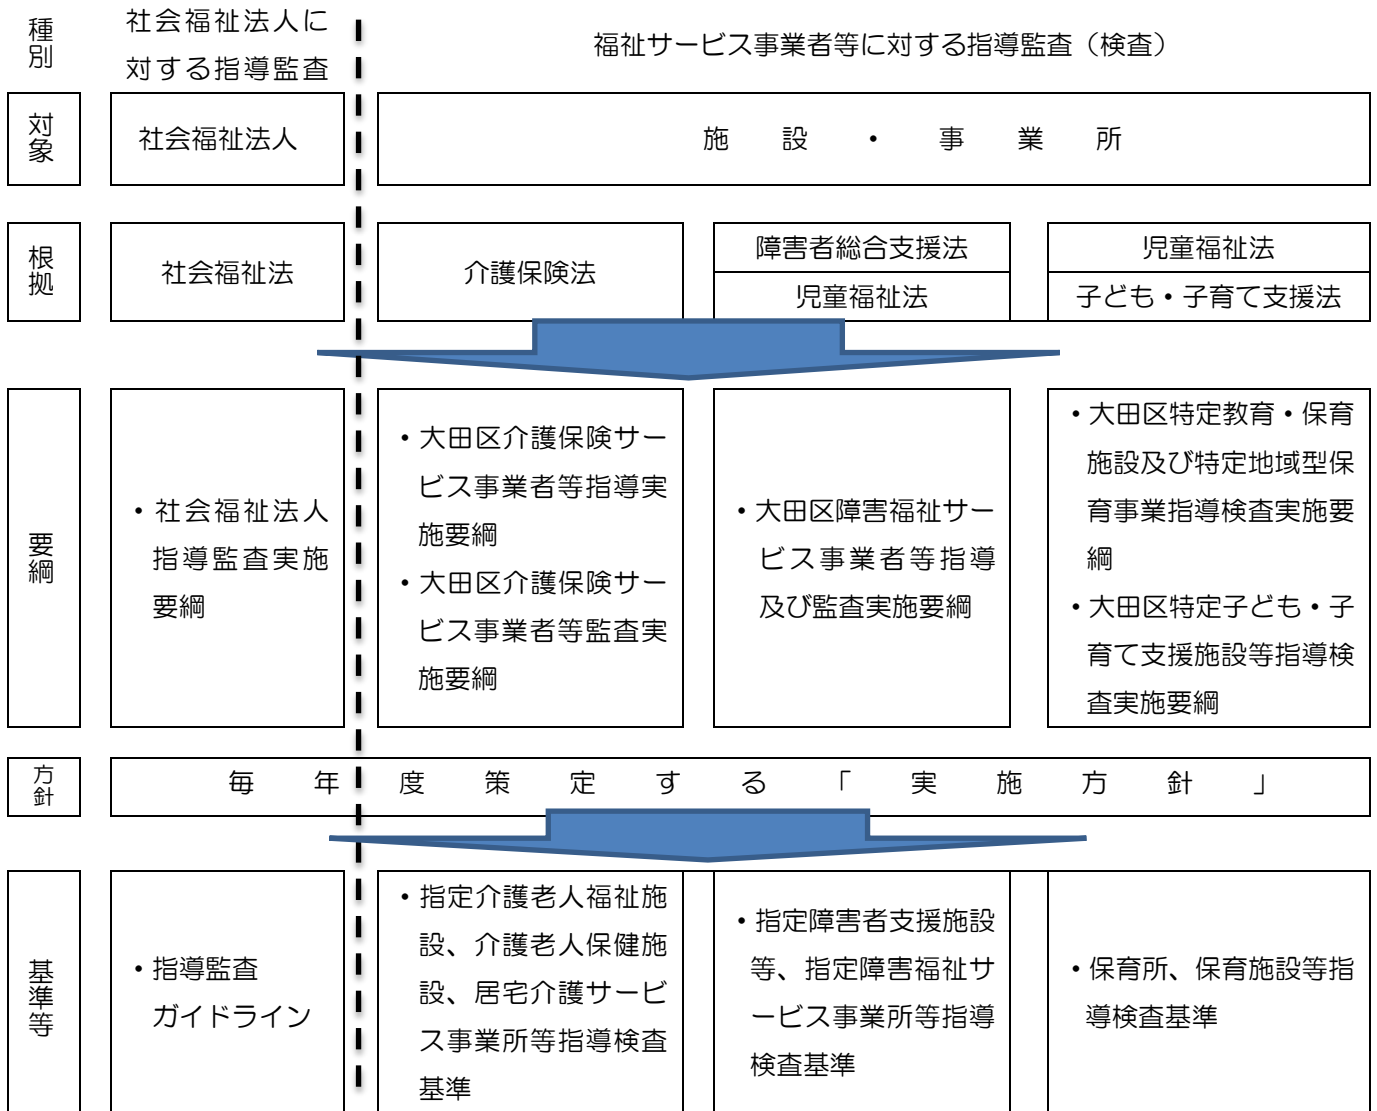 種別
社会福祉法人に
対する指導監査
福祉サービス事業者等に対する指導監査（検査）
対象
社会福祉法人
施設・事業所
根拠
社会福祉法
介護保険法
障害者総合支援法
児童福祉法
児童福祉法
子ども・子育て支援法
要綱
・社会福祉法人
指導監査実施
要綱
・大田区介護保険サー
ビス事業者等指導実
施要綱
・大田区介護保険サー
ビス事業者等監査実
施要綱
・大田区障害福祉サー
ビス事業者等指導
及び監査実施要綱
・大田区特定教育・保育
施設及び特定地域型保
育事業指導検査実施要
綱
・大田区特定子ども・子
育て支援施設等指導検
査実施要綱
方針
毎年度策定する「実施方針」
基準等
・指導監査
ガイドライン
・指定介護老人福祉施
設、介護老人保健施
設、居宅介護サービ
ス事業所等指導検査
基準
・指定障害者支援施設
等、指定障害福祉サ
ービス事業所等指導
検査基準
・保育所、保育施設等指
導検査基準